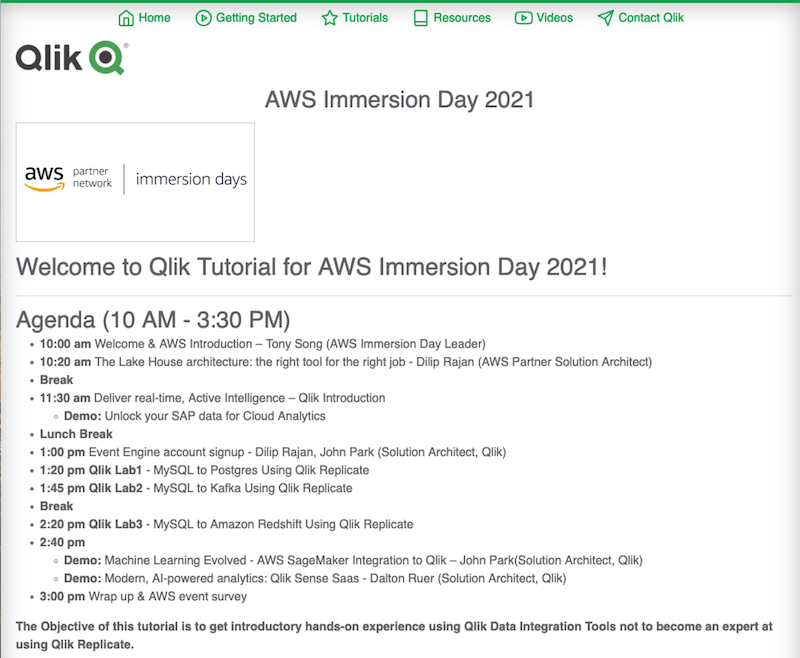 Home Getting Started Tutorials Resources Videos Contact Qlik
Qlik
AWS Immersion Day 2021
aws partner network immersion days
Welcome to Qlik Tutorial for AWS Immersion Day 2021!
Agenda (10 AM - 3:30 PM)
• 10:00 am Welcome & AWS Introduction – Tony Song (AWS Immersion Day Leader)
• 10:20 am The Lake House architecture: the right tool for the right job - Dilip Rajan (AWS Partner Solution Architect)
• Break
• 11:30 am Deliver real-time, Active Intelligence – Qlik Introduction
◦ Demo: Unlock your SAP data for Cloud Analytics
• Lunch Break
• 1:00 pm Event Engine account signup - Dilip Rajan, John Park (Solution Architect, Qlik)
• 1:20 pm Qlik Lab1 - MySQL to Postgres Using Qlik Replicate
• 1:45 pm Qlik Lab2 - MySQL to Kafka Using Qlik Replicate
• Break
• 2:20 pm Qlik Lab3 - MySQL to Amazon Redshift Using Qlik Replicate
• 2:40 pm
◦ Demo: Machine Learning Evolved - AWS SageMaker Integration to Qlik – John Park(Solution Architect, Qlik)
◦ Demo: Modern, AI-powered analytics: Qlik Sense Saas - Dalton Ruer (Solution Architect, Qlik)
• 3:00 pm Wrap up & AWS event survey
The Objective of this tutorial is to get introductory hands-on experience using Qlik Data Integration Tools not to become an expert at
using Qlik Replicate.